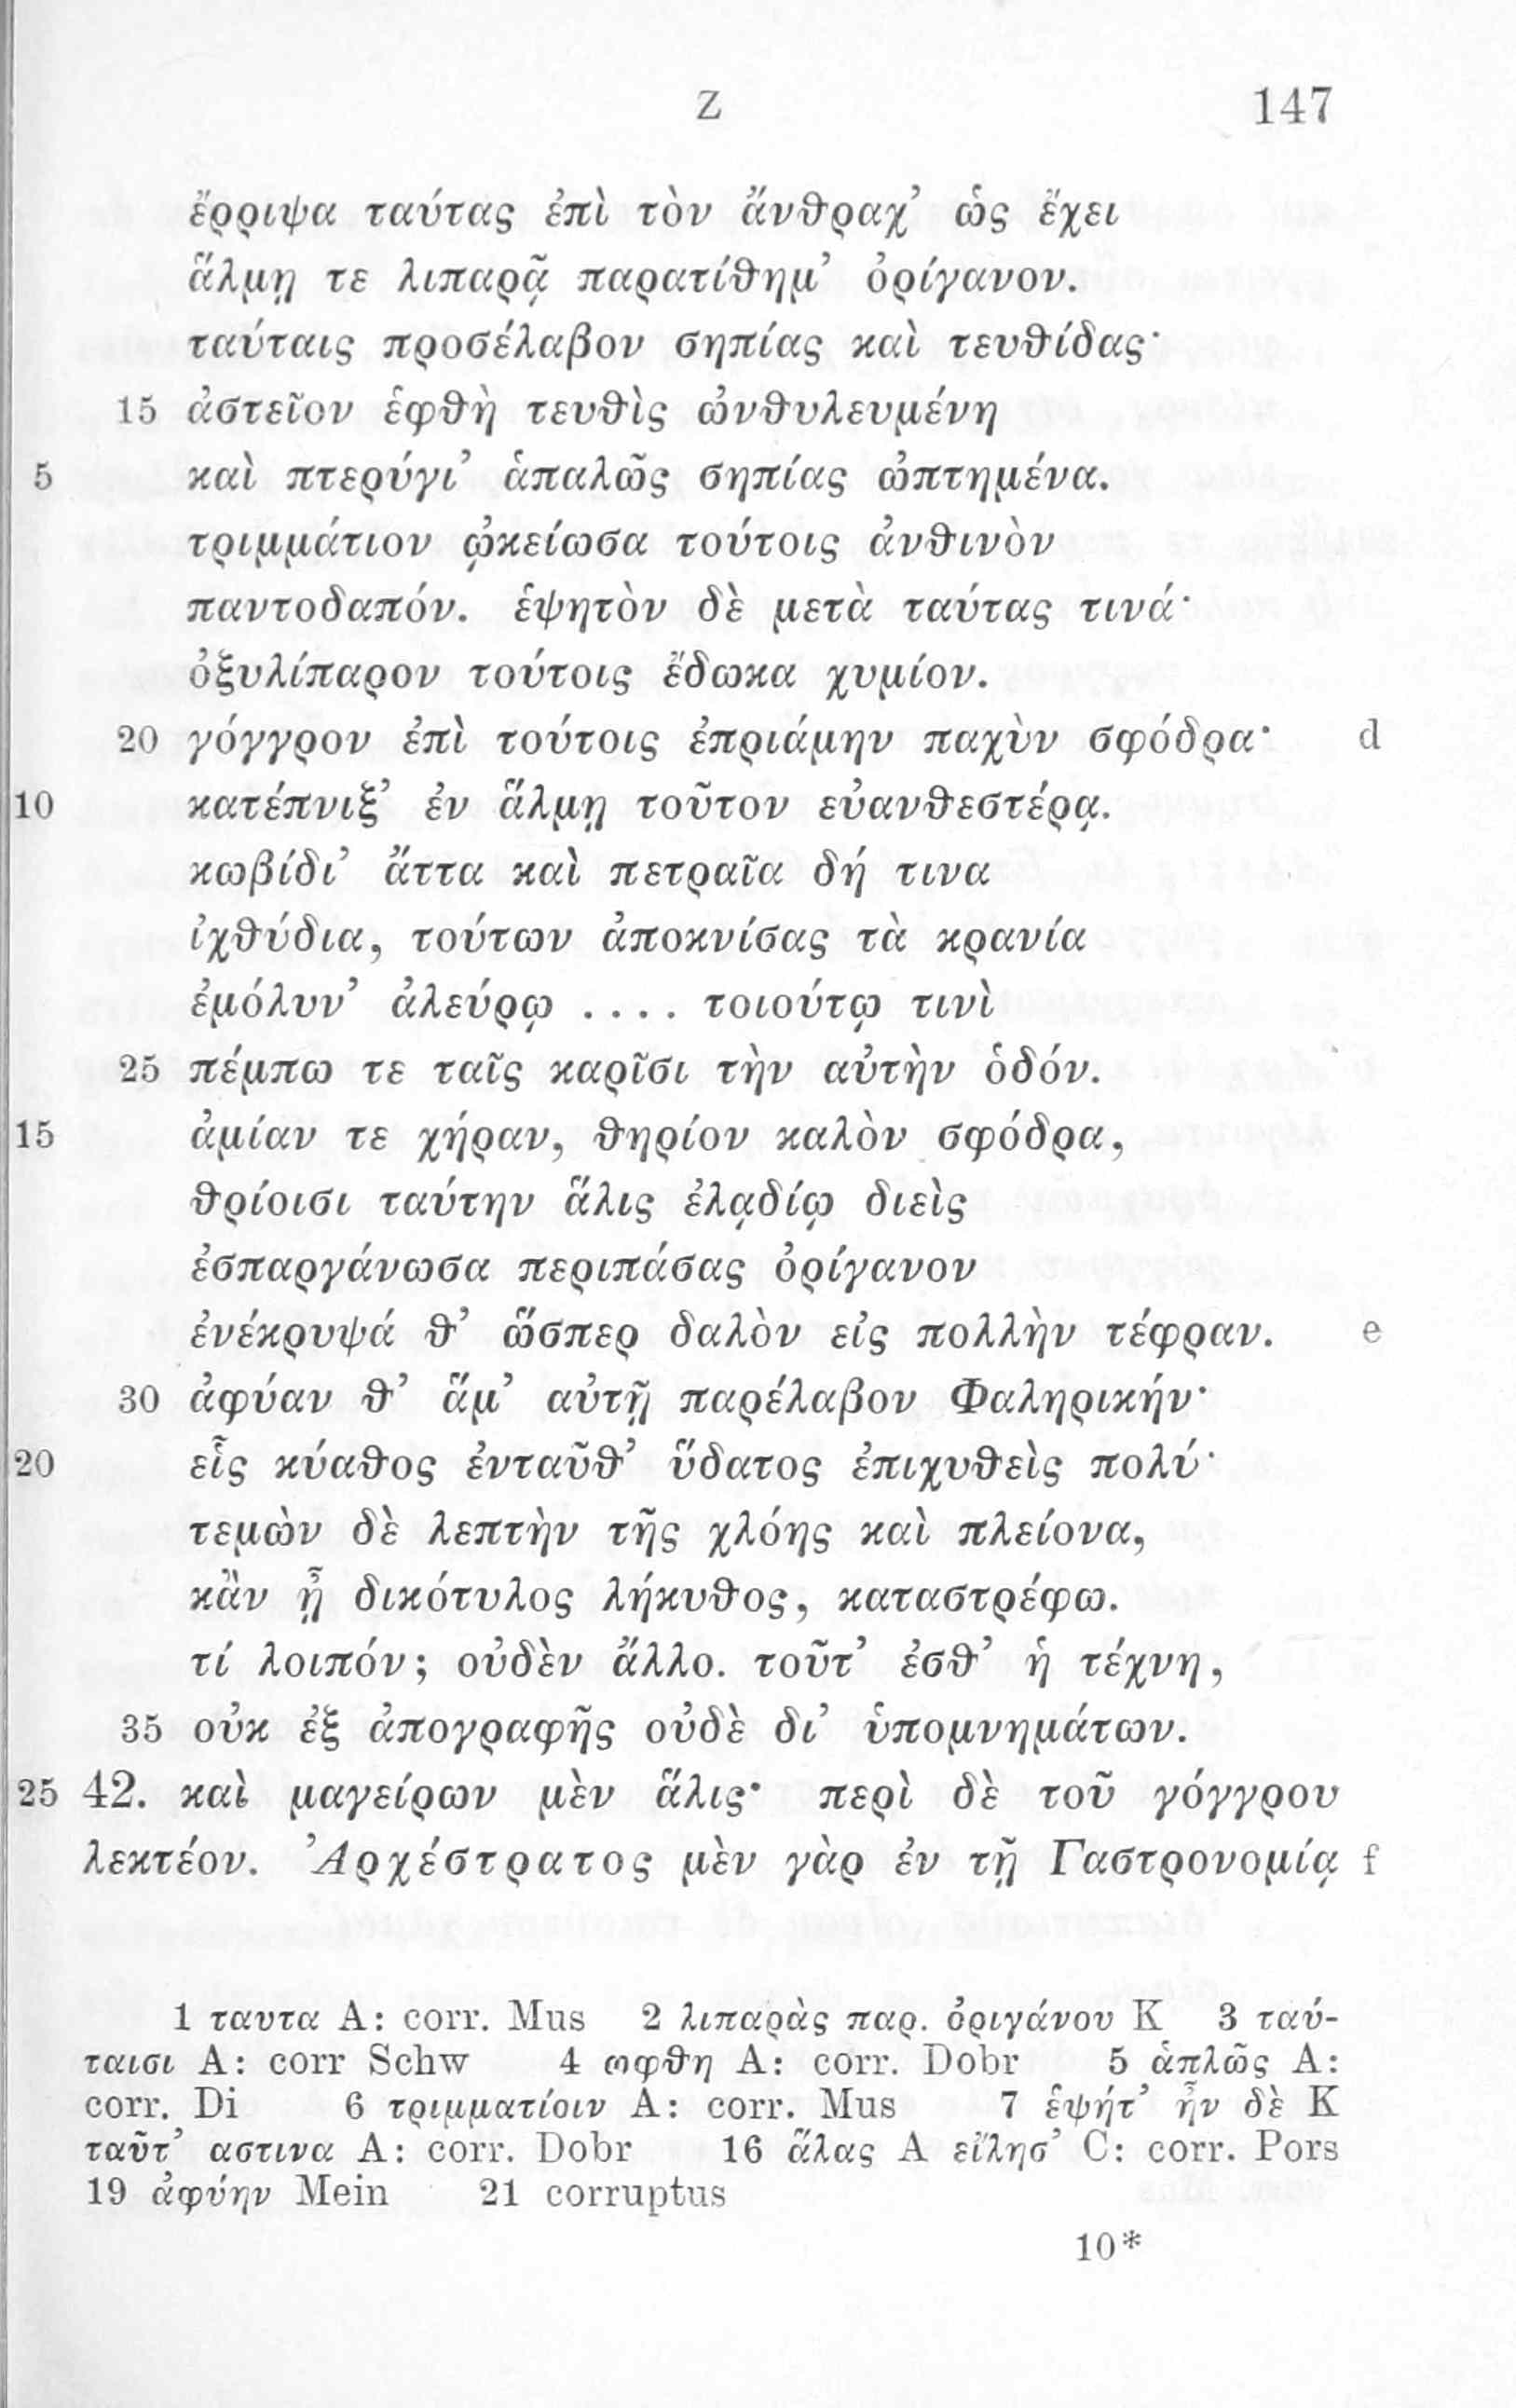 Z 147
ἔρριψα ταύτας ἐπὶ τὸν ἄνθραχ’ ὡς ἔχει
ἅλμῃ τε λιπαρᾷ παρατίθημ’ ὀρίγανον.
ταύταις προσέλαβον σηπίας καὶ τευθίδας·
15 ἀστεῖον ἑφθὴ τευθὶς ὠνθυλευμένη
5 καὶ πτερύγι’ ἁπαλῶς σηπίας ὠπτημένα.
τριμμάτιον ᾠκείωσα τούτοις ἀνθινὸν
παντοδαπόν. ἑψητὸν δὲ μετὰ ταύτας τινά·
ὀξυλίπαρον τούτοις ἔδωκα χυμίον.
20 γόγγρον ἐπὶ τούτοις ἐπριάμην παχὺν σφόδρα· d
10 κατέπνιξ’ ἐν ἅλμῃ τοῦτον εὐανθεστέρᾳ.
κωβίδι’ ἄττα καὶ πετραῖα δή τινα
ἰχθύδια, τούτων ἀποκνίσας τὰ κρανία
ἐμόλυν’ ἀλεύρῳ .... τοιούτῳ τινὶ
25 πέμπω τε ταῖς καρῖσι τὴν αὐτὴν ὁδόν.
15 ἀμίαν τε χήραν, θηρίον καλὸν σφόδρα,
θρίοισι ταύτην ἅλις ἐλᾳδίῳ διεὶς
ἐσπαργάνωσα περιπάσας ὀρίγανον
ἐνέκρυψά θ’ ὥσπερ δαλὸν εἰς πολλὴν τέφραν. e
30 ἀφύαν θ’ ἅμ’ αὐτῇ παρέλαβον Φαληρικήν·
20 εἷς κύαθος ἐνταῦθ’ ὕδατος ἐπιχυθεὶς πολύ·
τεμὼν δὲ λεπτὴν τῆς χλόης καὶ πλείονα,
κἂν ᾖ δικότυλος λήκυθος, καταστρέφω.
τί λοιπόν; οὐδὲν ἄλλο. τοῦτ’ ἐσθ’ ἡ τέχνη,
35 οὐκ ἐξ ἀπογραφῆς οὐδὲ δι’ ὑπομνημάτων.
25 42. καὶ μαγείρων μὲν ἅλις· περὶ δὲ τοῦ γόγγρου
λεκτέον. Ἀρχέστρατος μὲν γὰρ ἐν τῇ Γαστρονομίᾳ f
1 ταυτα A: corr. Mus 2 λιπαρὰς παρ. ὀριγάνου K 3 ταύ-
ταισι A: corr Schw 4 ωφθη A: corr. Dobr 5 ἁπλῶς A:
corr. Di 6 τριμματίοιν A: corr. Mus 7 ἑψήτ’ ἦν δὲ K
ταῦτ’ αστινα A: corr. Dobr 16 ἅλας A εἴλησ’ C: corr. Pors
19 ἀφύην Mein 21 corruptus
10*